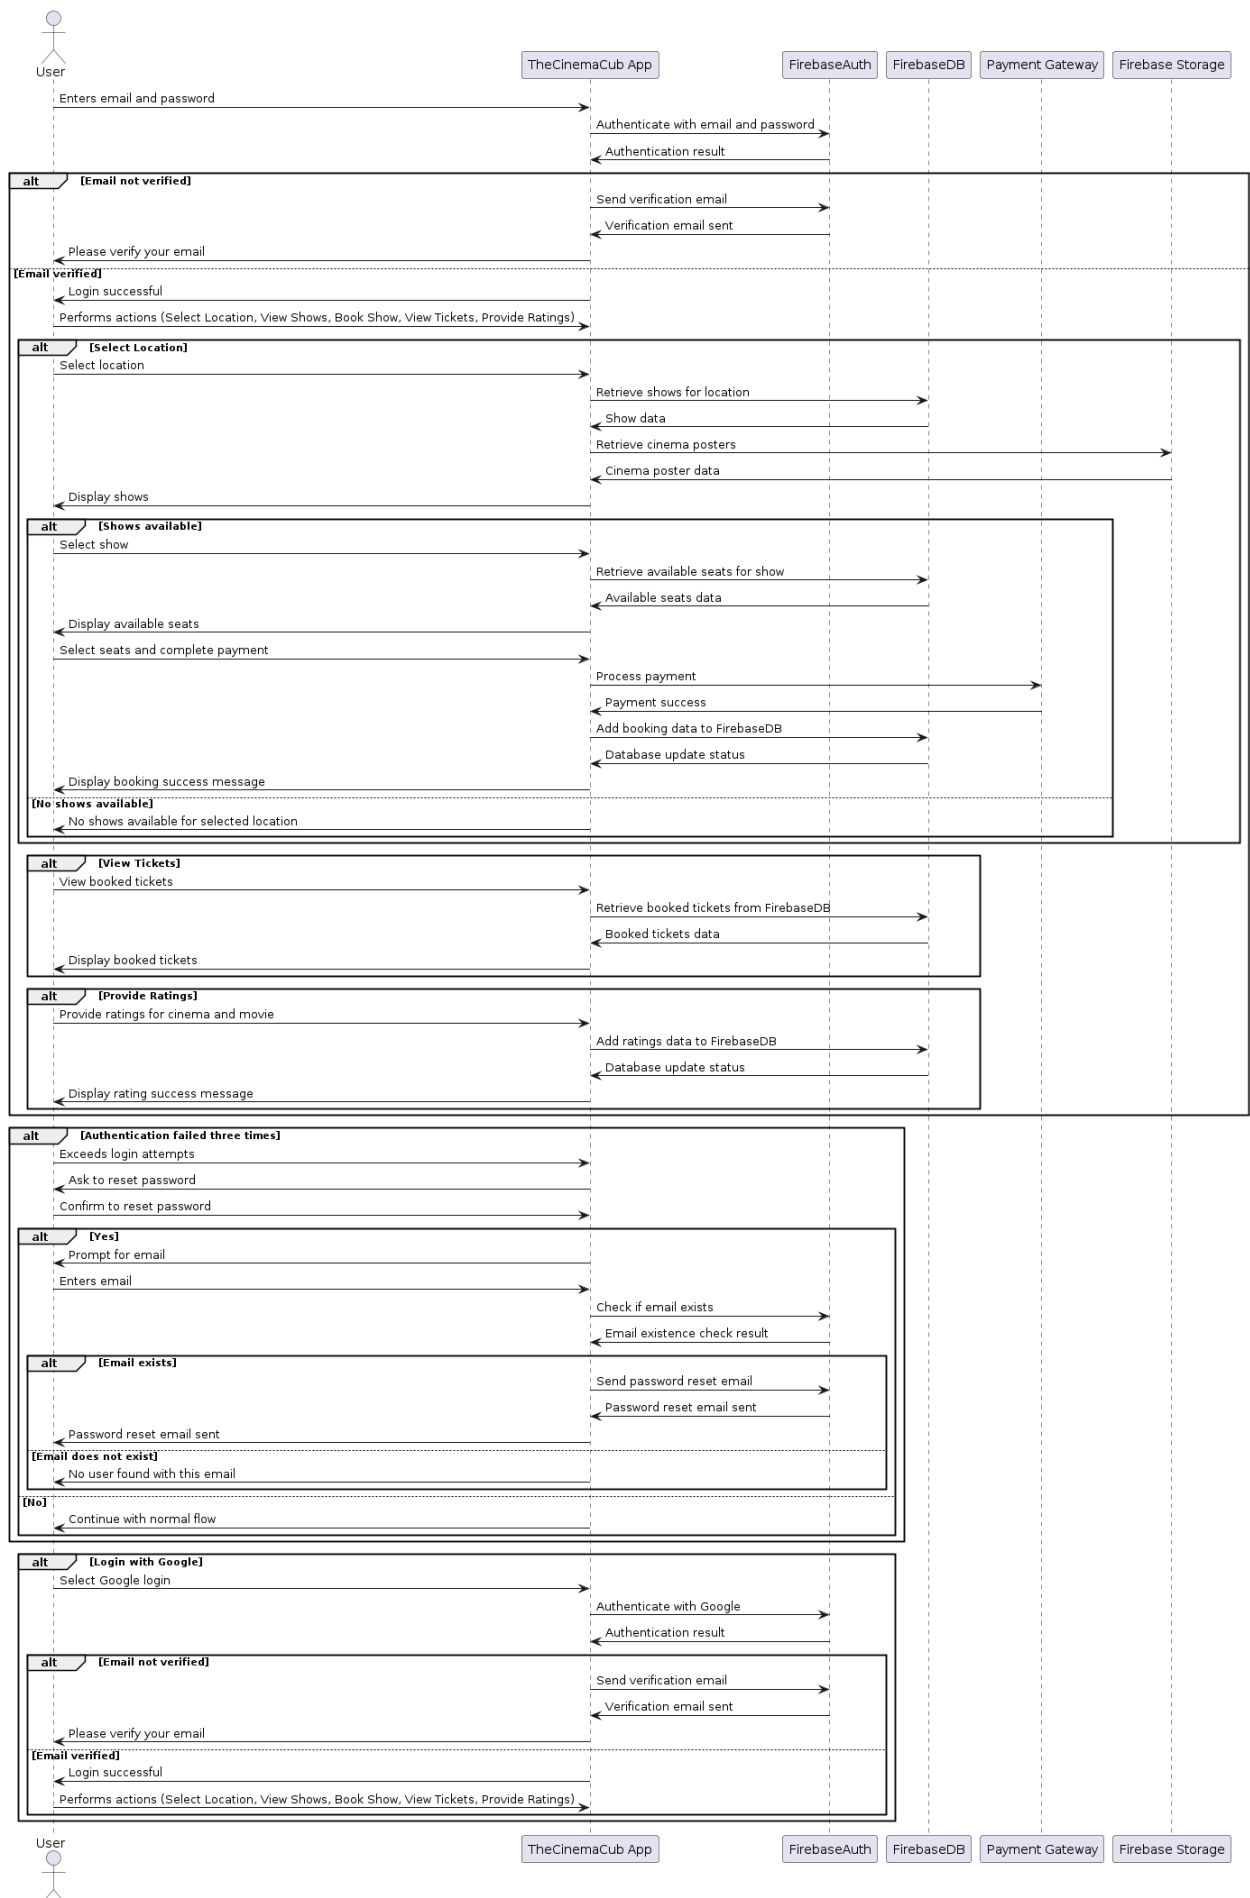 User
TheCinemaCub App
FirebaseAuth
FirebaseDB
Payment Gateway
Firebase Storage
Enters email and password
Authenticate with email and password
Authentication result
alt [Email not verified]
Send verification email
Verification email sent
Please verify your email
[Email verified]
Login successful
Performs actions (Select Location, View Shows, Book Show, View Tickets, Provide Ratings)
alt [Select Location]
Select location
Retrieve shows for location
Show data
Retrieve cinema posters
Cinema poster data
Display shows
alt [Shows available]
Select show
Retrieve available seats for show
Available seats data
Display available seats
Select seats and complete payment
Process payment
Payment success
Add booking data to FirebaseDB
Database update status
Display booking success message
[No shows available]
No shows available for selected location
alt [View Tickets]
View booked tickets
Retrieve booked tickets from FirebaseDB
Booked tickets data
Display booked tickets
alt [Provide Ratings]
Provide ratings for cinema and movie
Add ratings data to FirebaseDB
Database update status
Display rating success message
alt [Authentication failed three times]
Exceeds login attempts
Ask to reset password
Confirm to reset password
alt [Yes]
Prompt for email
Enters email
Check if email exists
Email existence check result
alt [Email exists]
Send password reset email
Password reset email sent
Password reset email sent
[Email does not exist]
No user found with this email
[No]
Continue with normal flow
alt [Login with Google]
Select Google login
Authenticate with Google
Authentication result
alt [Email not verified]
Send verification email
Verification email sent
Please verify your email
[Email verified]
Login successful
Performs actions (Select Location, View Shows, Book Show, View Tickets, Provide Ratings)
User
TheCinemaCub App
FirebaseAuth
FirebaseDB
Payment Gateway
Firebase Storage